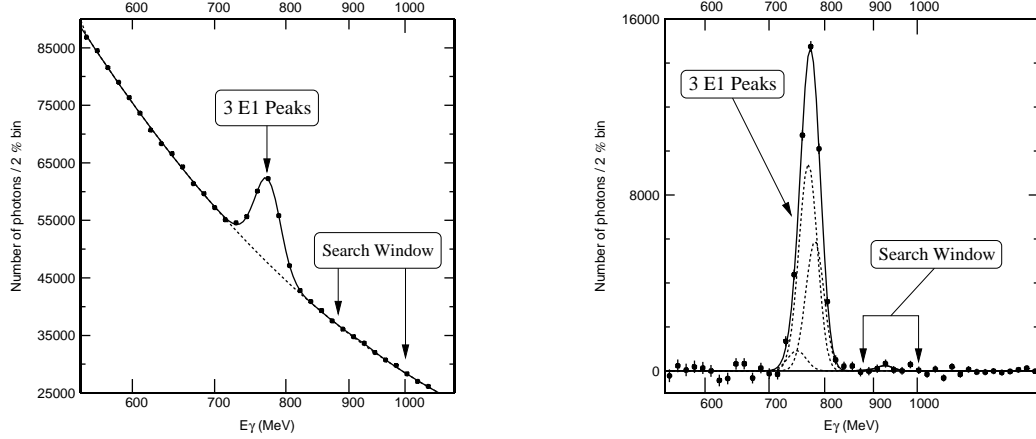 600 700 800 900 1000
85000
75000
65000
55000
45000
35000
25000
Number of photons / 2 % bin
3 E1 Peaks
Search Window
600 700 800 900 1000
Eγ (MeV)
600 700 800 900 1000
16000
8000
0
Number of photons / 2 % bin
3 E1 Peaks
Search Window
600 700 800 900 1000
Eγ (MeV)